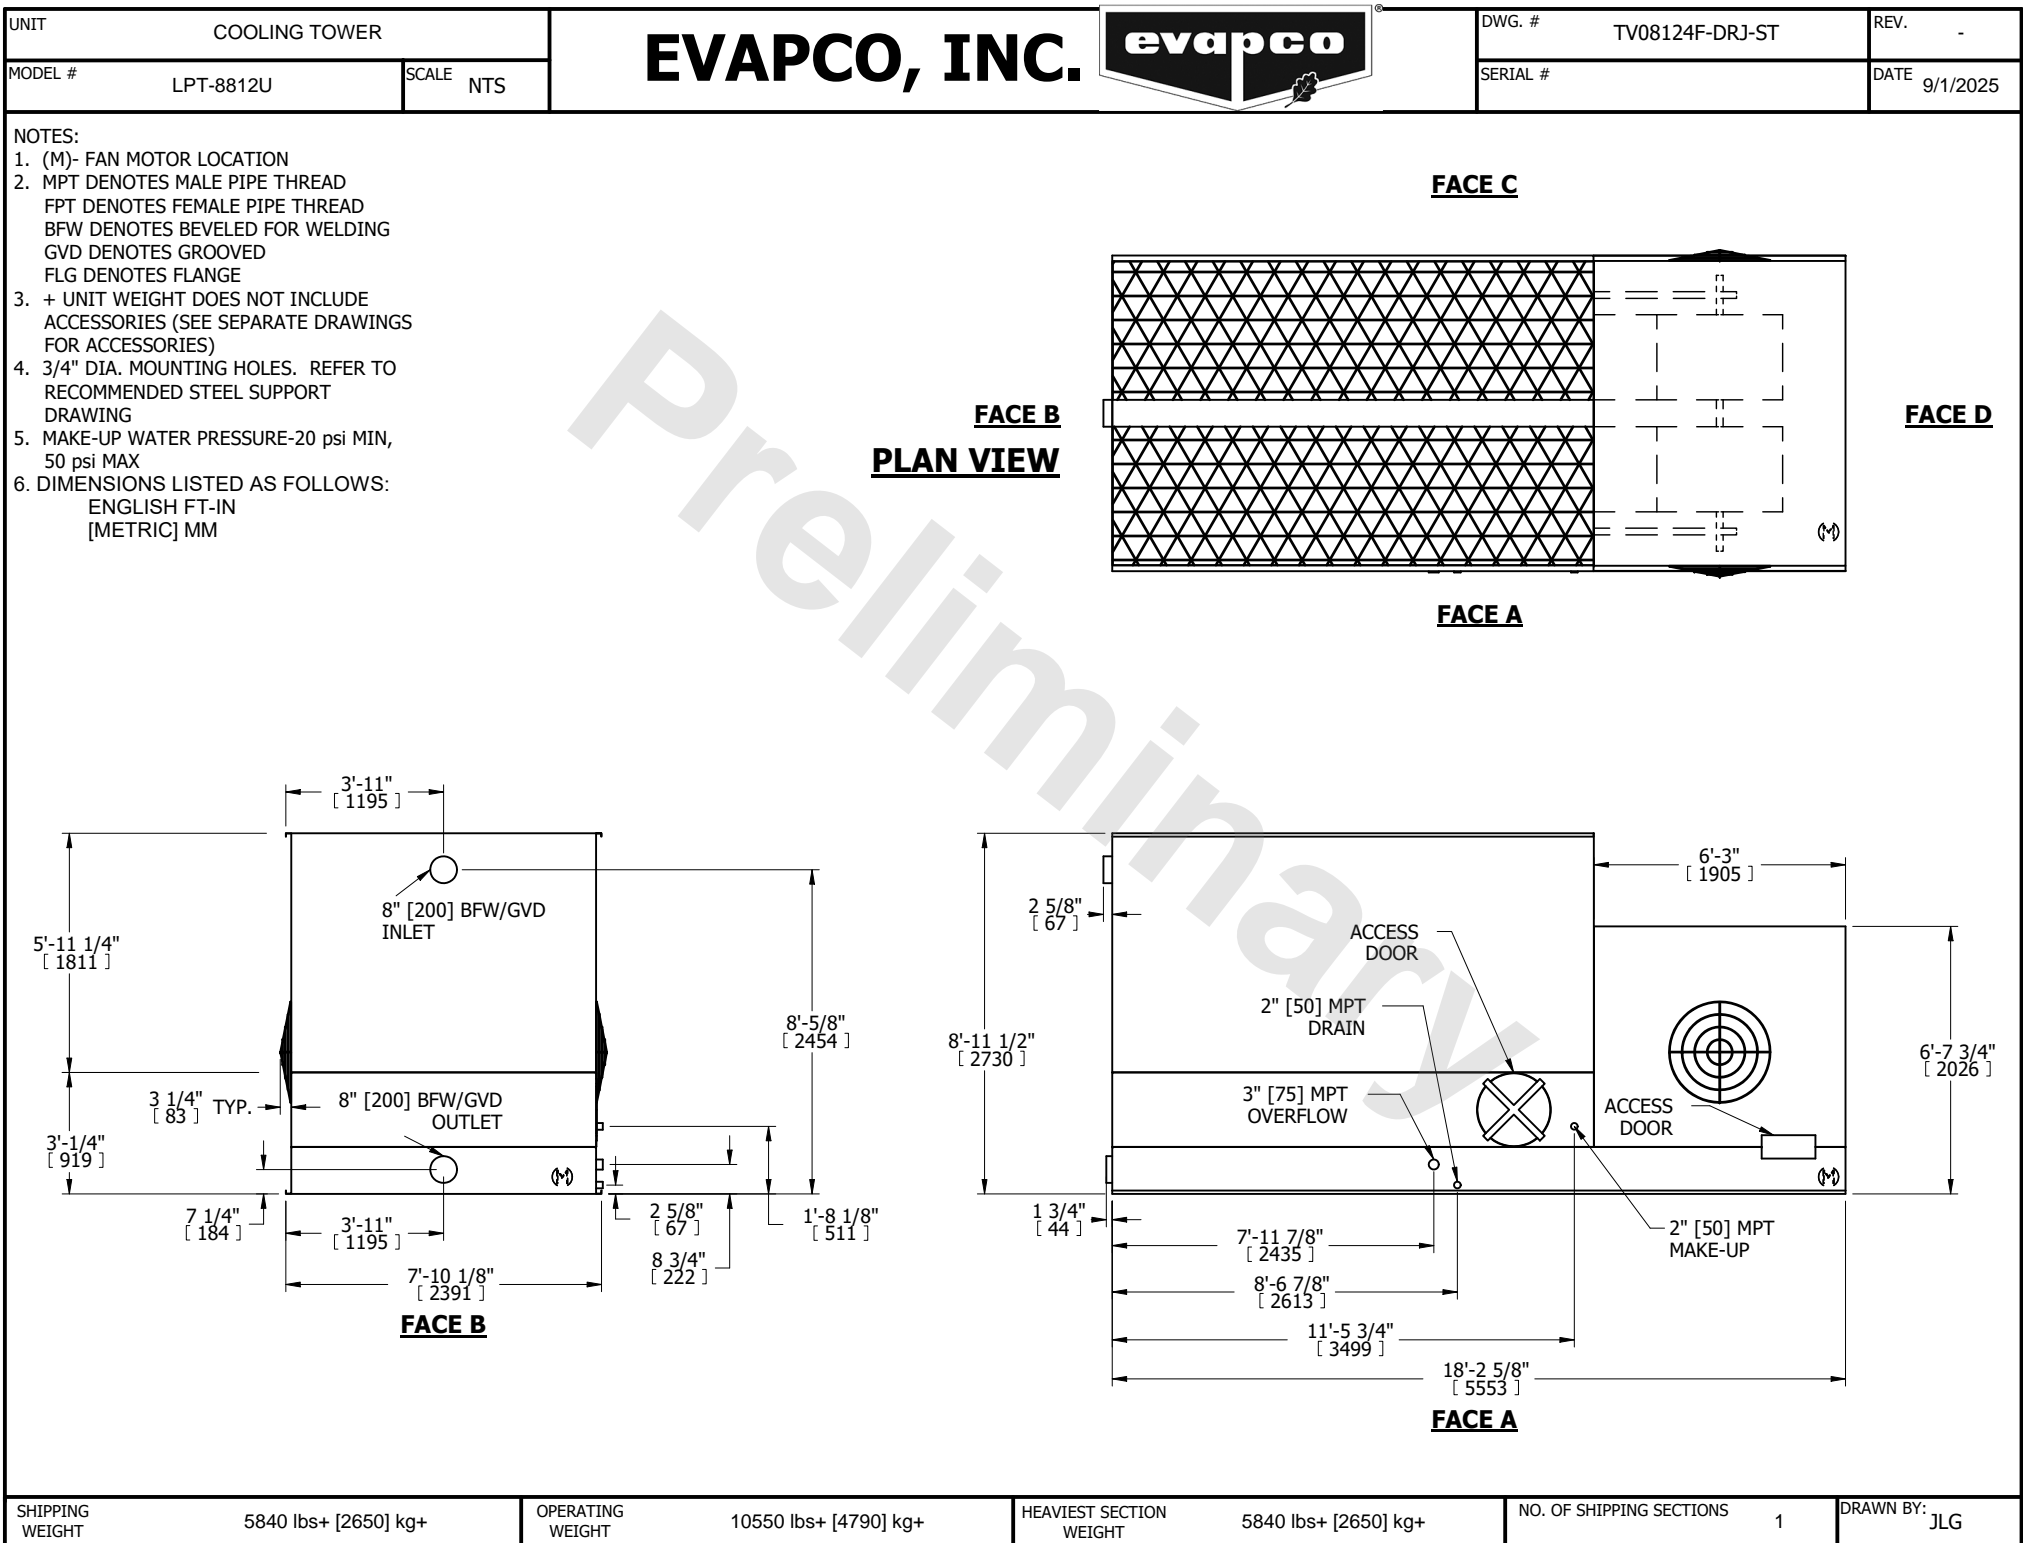 UNIT
COOLING TOWER
MODEL #
LPT-8812U
SCALE
NTS
EVAPCO, INC.
evapco
®
DWG. #
TV08124F-DRJ-ST
REV.
-
SERIAL #
DATE
9/1/2025
NOTES:
1. (M)- FAN MOTOR LOCATION
2. MPT DENOTES MALE PIPE THREAD
FPT DENOTES FEMALE PIPE THREAD
BFW DENOTES BEVELED FOR WELDING
GVD DENOTES GROOVED
FLG DENOTES FLANGE
3. + UNIT WEIGHT DOES NOT INCLUDE
ACCESSORIES (SEE SEPARATE DRAWINGS
FOR ACCESSORIES)
4. 3/4" DIA. MOUNTING HOLES. REFER TO
RECOMMENDED STEEL SUPPORT
DRAWING
5. MAKE-UP WATER PRESSURE-20 psi MIN,
50 psi MAX
6. DIMENSIONS LISTED AS FOLLOWS:
ENGLISH FT-IN
[METRIC] MM
Preliminary
FACE C
FACE B
PLAN VIEW
FACE D
(M)
FACE A
3'-11"
[ 1195 ]
8" [200] BFW/GVD
INLET
5'-11 1/4"
[ 1811 ]
8'-5/8"
[ 2454 ]
3 1/4"
[ 83 ]
TYP.
8" [200] BFW/GVD
OUTLET
3'-1/4"
[ 919 ]
(M)
7 1/4"
[ 184 ]
3'-11"
[ 1195 ]
2 5/8"
[ 67 ]
1'-8 1/8"
[ 511 ]
8 3/4"
[ 222 ]
7'-10 1/8"
[ 2391 ]
FACE B
6'-3"
[ 1905 ]
2 5/8"
[ 67 ]
ACCESS
DOOR
2" [50] MPT
DRAIN
8'-11 1/2"
[ 2730 ]
6'-7 3/4"
[ 2026 ]
3" [75] MPT
OVERFLOW
ACCESS
DOOR
(M)
1 3/4"
[ 44 ]
2" [50] MPT
MAKE-UP
7'-11 7/8"
[ 2435 ]
8'-6 7/8"
[ 2613 ]
11'-5 3/4"
[ 3499 ]
18'-2 5/8"
[ 5553 ]
FACE A
SHIPPING
WEIGHT
5840 lbs+ [2650] kg+
OPERATING
WEIGHT
10550 lbs+ [4790] kg+
HEAVIEST SECTION
WEIGHT
5840 lbs+ [2650] kg+
NO. OF SHIPPING SECTIONS
1
DRAWN BY:
JLG